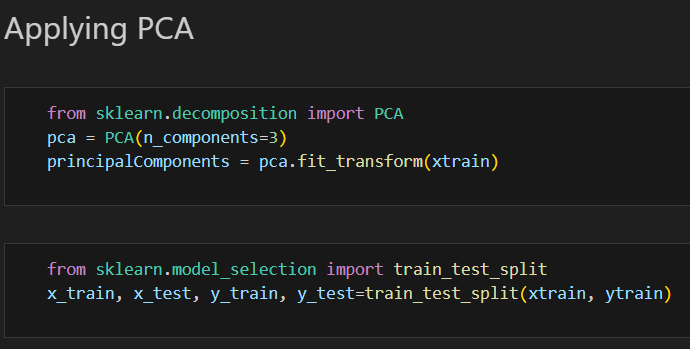 Applying PCA
from sklearn.decomposition import PCA
pca = PCA(n_components=3)
principalComponents = pca.fit_transform(xtrain)
from sklearn.model_selection import train_test_split
x_train, x_test, y_train, y_test=train_test_split(xtrain, ytrain)